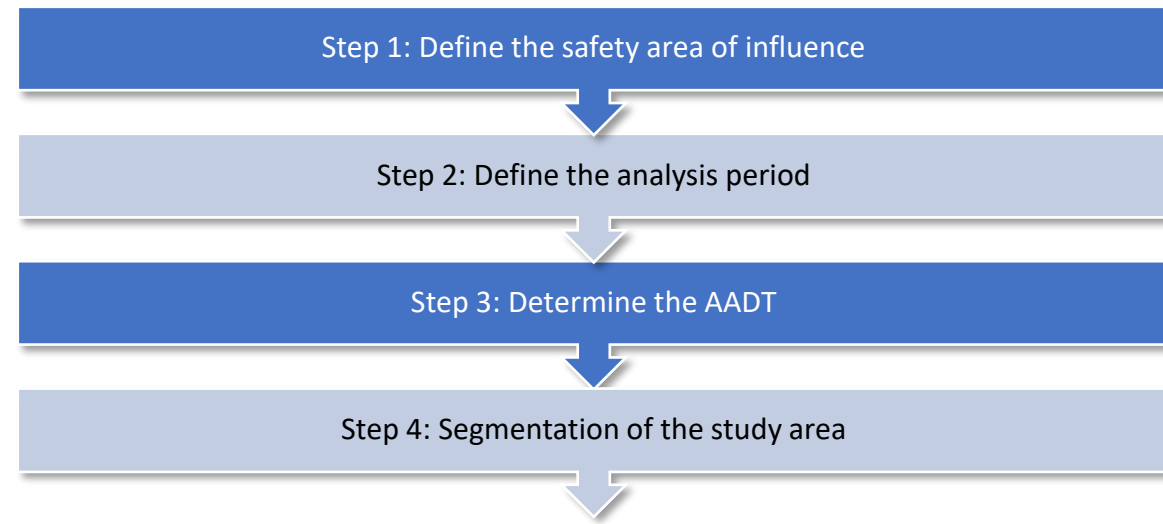 Step 1: Define the safety area of influence
Step 2: Define the analysis period
Step 3: Determine the AADT
Step 4: Segmentation of the study area